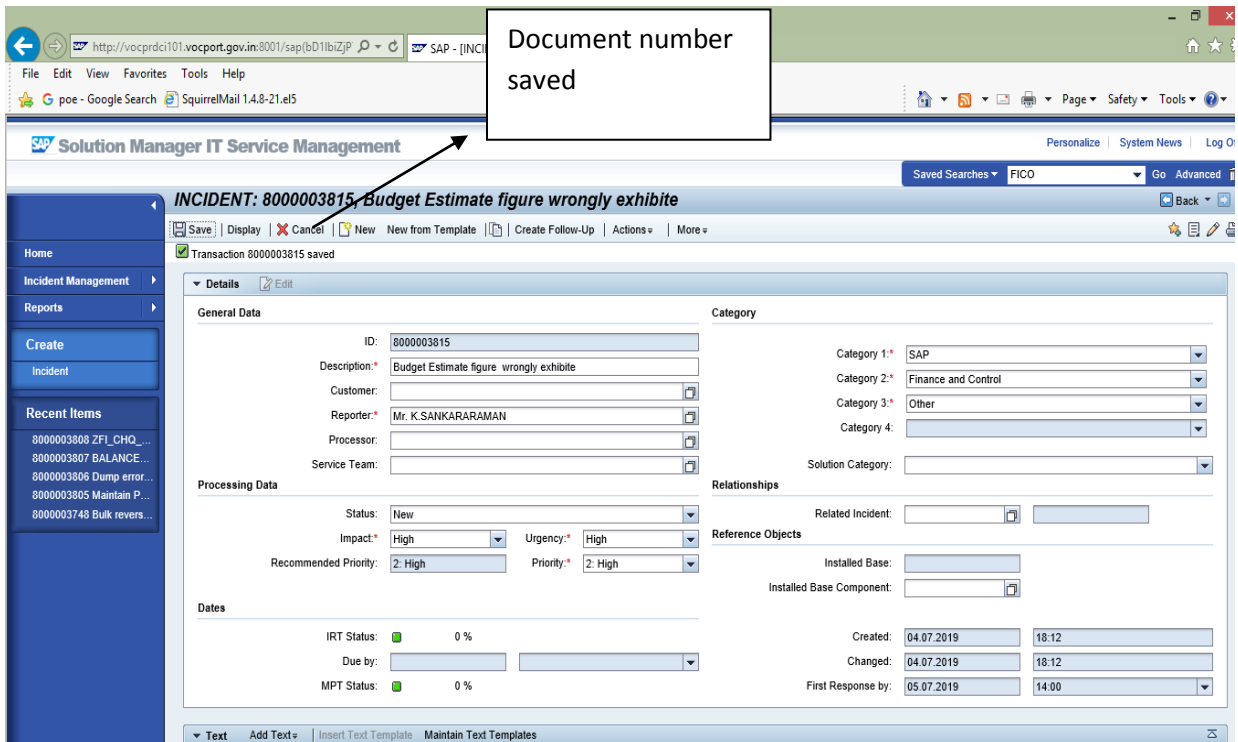 Document number
saved
http://vocprdci101.vocport.gov.in:8001/sap(bD1lbiZjP SAP - [INCI
File Edit View Favorites Tools Help
poe - Google Search SquirrelMail 1.4.8-21.el5 Page Safety Tools
SAP Solution Manager IT Service Management Personalize | System News | Log Of
Saved Searches FICO Go Advanced
INCIDENT: 8000003815, Budget Estimate figure wrongly exhibite Back
Save | Display | Cancel | New New from Template | Create Follow-Up | Actions | More
Transaction 8000003815 saved
Home
Incident Management
Reports
Create
Incident
Recent Items
8000003808 ZFI_CHQ_...
8000003807 BALANCE...
8000003806 Dump error...
8000003805 Maintain P...
8000003748 Bulk revers...
Details Edit
General Data
ID: 8000003815
Description:* Budget Estimate figure wrongly exhibite
Customer:
Reporter:* Mr. K.SANKARARAMAN
Processor:
Service Team:
Processing Data
Status: New
Impact:* High Urgency:* High
Recommended Priority: 2: High Priority:* 2: High
Dates
IRT Status: 0 %
Due by:
MPT Status: 0 %
Category
Category 1:* SAP
Category 2:* Finance and Control
Category 3:* Other
Category 4:
Solution Category:
Relationships
Related Incident:
Reference Objects
Installed Base:
Installed Base Component:
Created: 04.07.2019 18:12
Changed: 04.07.2019 18:12
First Response by: 05.07.2019 14:00
Text Add Text | Insert Text Template Maintain Text Templates